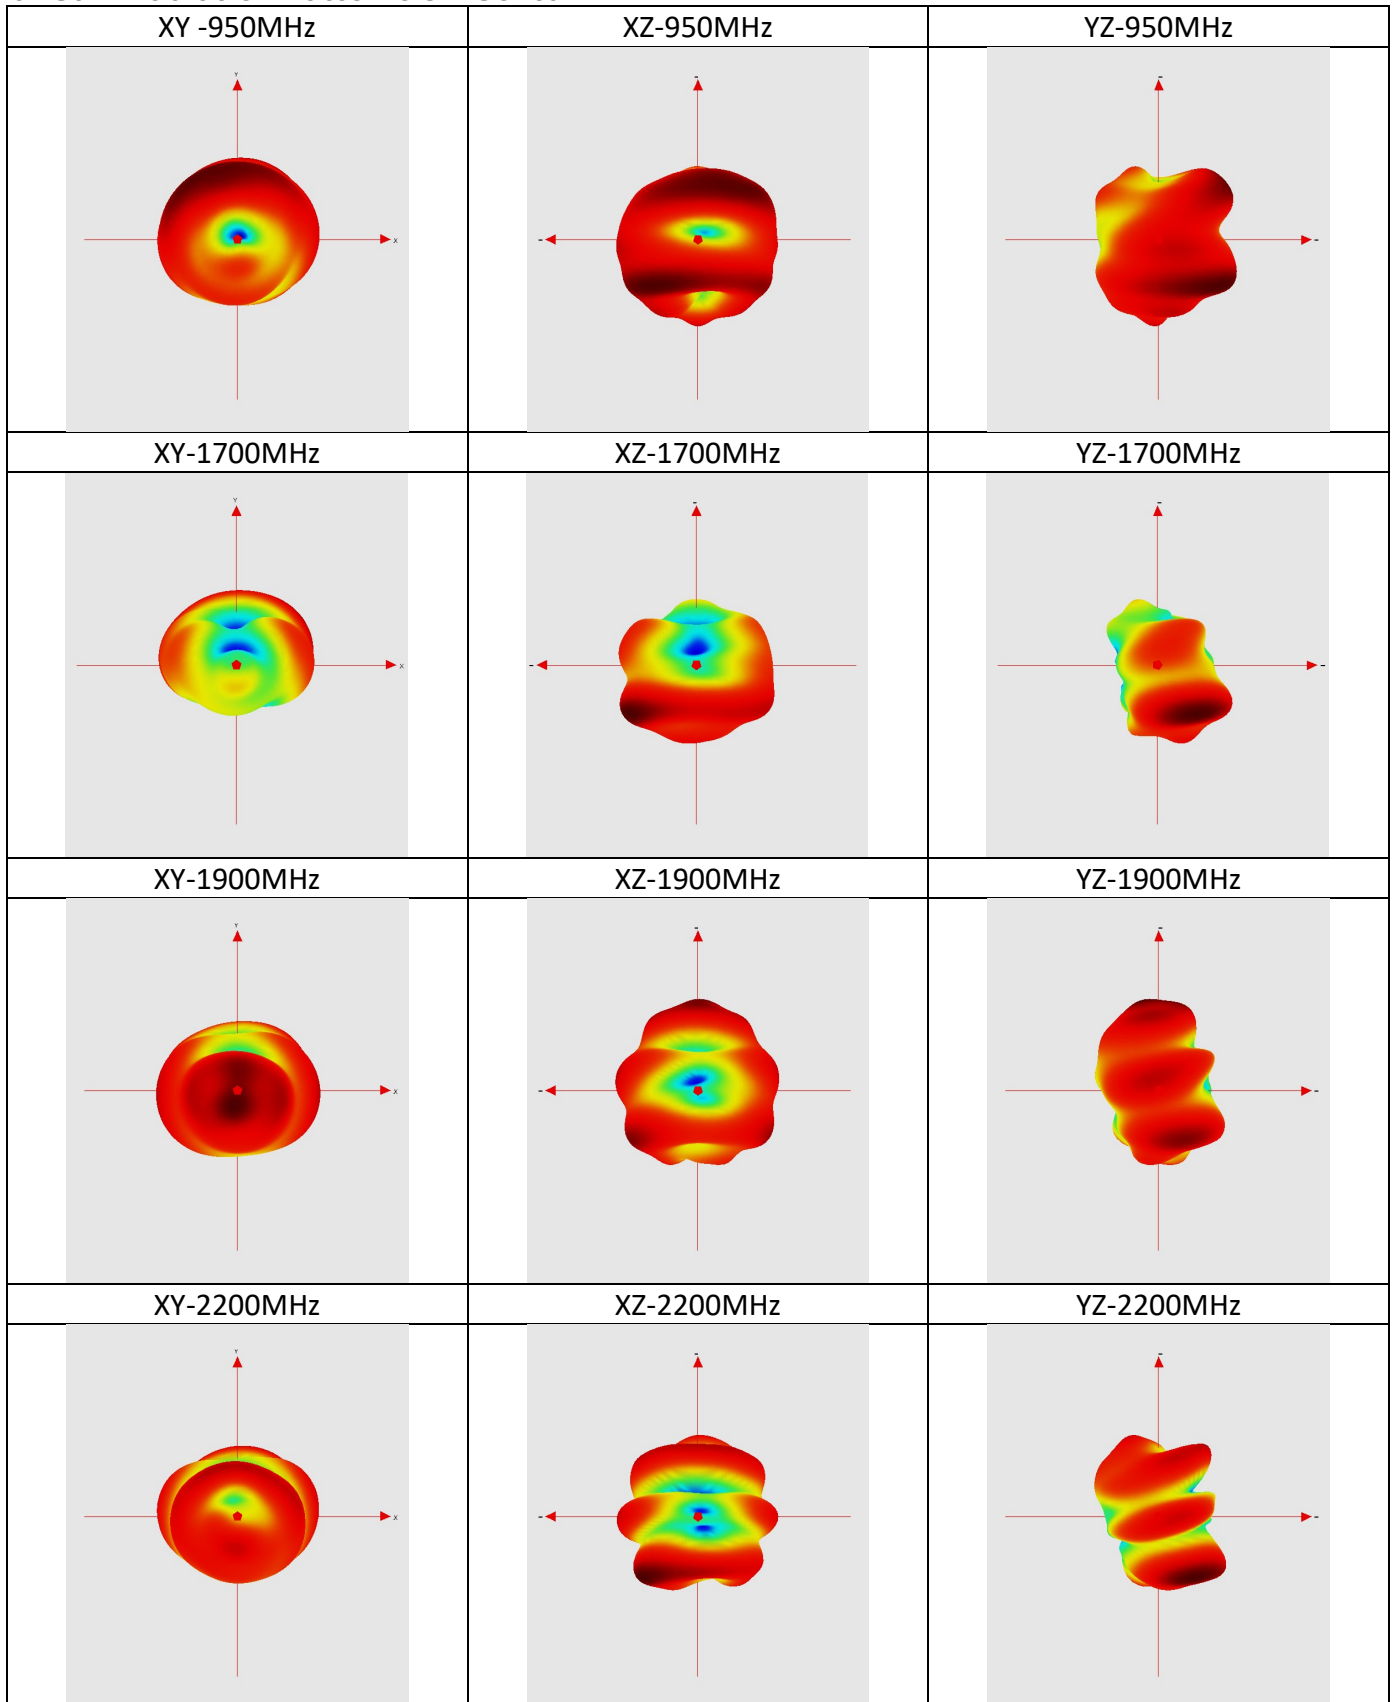 XY -950MHz XZ-950MHz YZ-950MHz
Y - -
X - -
XY-1700MHz XZ-1700MHz YZ-1700MHz
Y - -
X - -
XY-1900MHz XZ-1900MHz YZ-1900MHz
Y - -
X - -
XY-2200MHz XZ-2200MHz YZ-2200MHz
Y - -
X - -